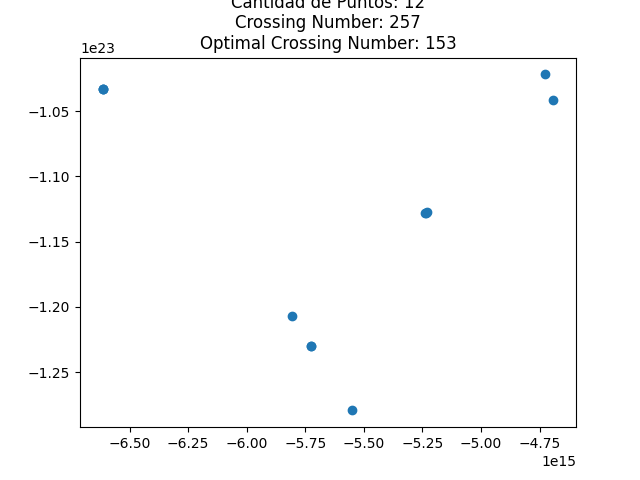 Cantidad de Puntos: 12
Crossing Number: 257
Optimal Crossing Number: 153
1e23
−1.05
−1.10
−1.15
−1.20
−1.25
−6.50 −6.25 −6.00 −5.75 −5.50 −5.25 −5.00 −4.75
1e15